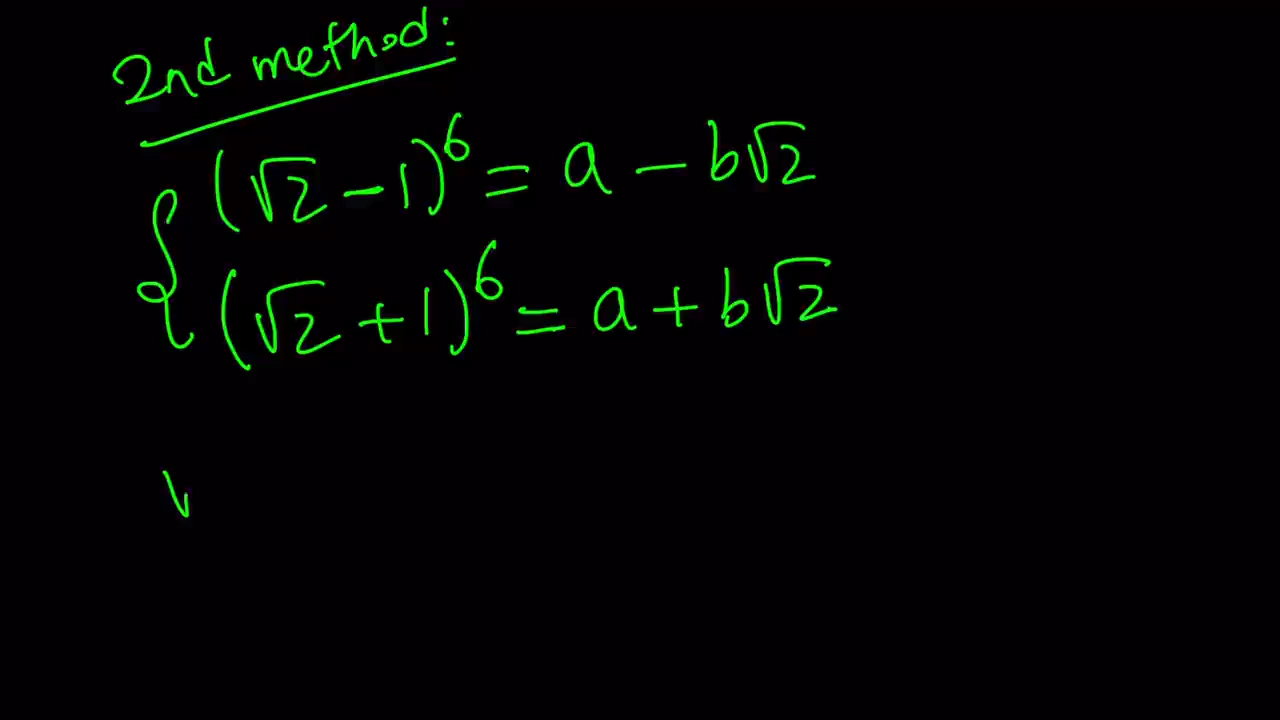 2nd method:
(√2 - 1)^6 = a - b√2
(√2 + 1)^6 = a + b√2